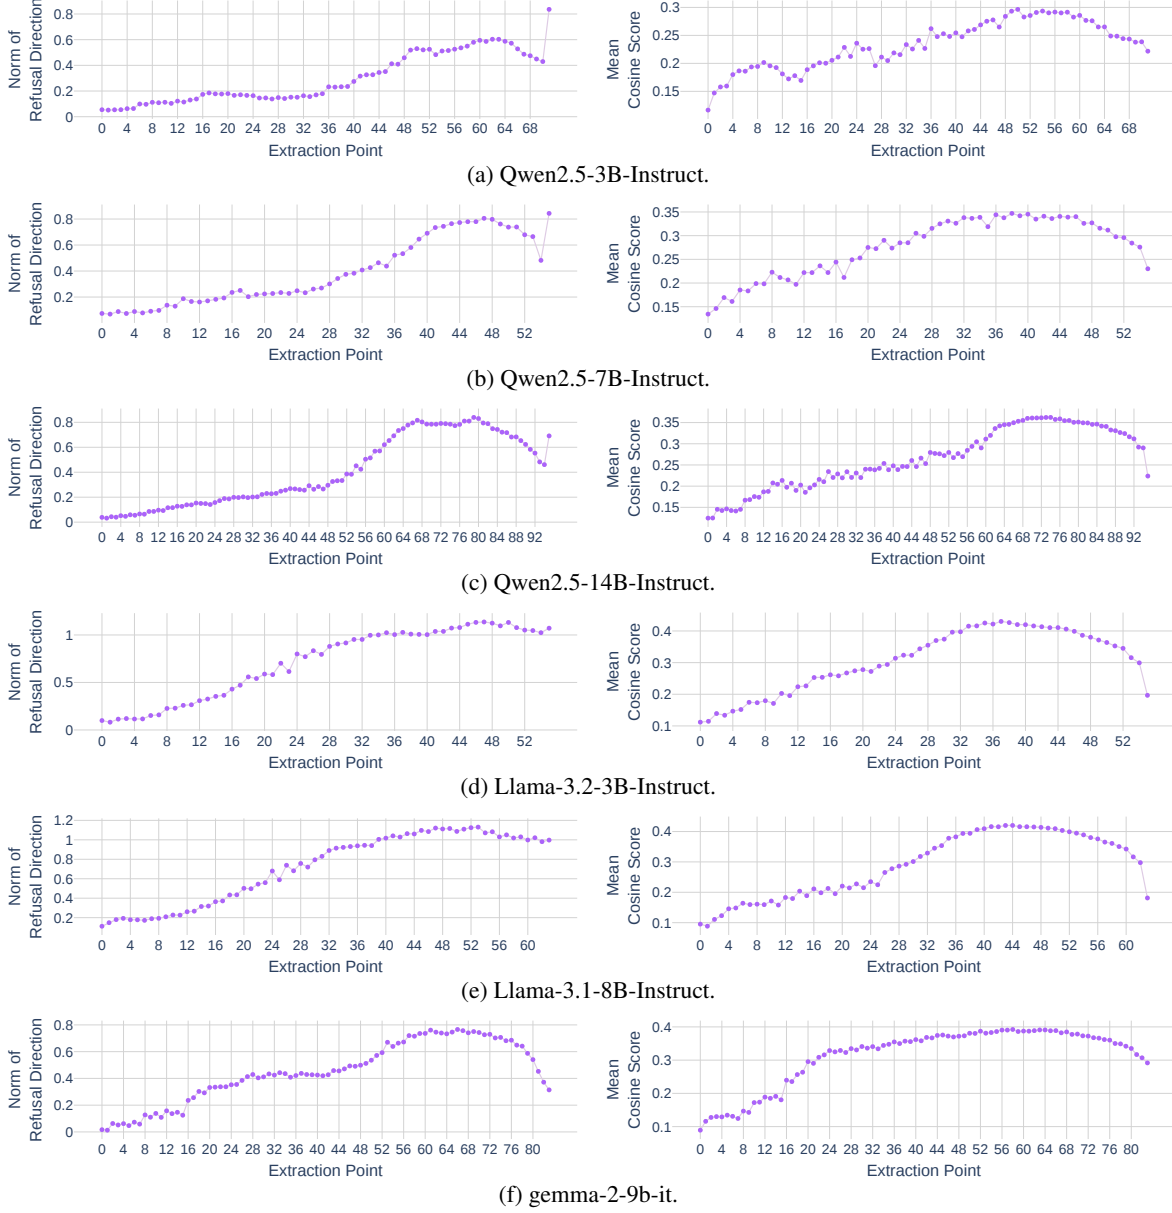 Norm of
Refusal Direction
0.8
0.6
0.4
0.2
0
0 4 8 12 16 20 24 28 32 36 40 44 48 52 56 60 64 68
Extraction Point
Mean
Cosine Score
0.3
0.25
0.2
0.15
0 4 8 12 16 20 24 28 32 36 40 44 48 52 56 60 64 68
Extraction Point
(a) Qwen2.5-3B-Instruct.
Norm of
Refusal Direction
0.8
0.6
0.4
0.2
0 4 8 12 16 20 24 28 32 36 40 44 48 52
Extraction Point
Mean
Cosine Score
0.35
0.3
0.25
0.2
0.15
0 4 8 12 16 20 24 28 32 36 40 44 48 52
Extraction Point
(b) Qwen2.5-7B-Instruct.
Norm of
Refusal Direction
0.8
0.6
0.4
0.2
0
0 4 8 12 16 20 24 28 32 36 40 44 48 52 56 60 64 68 72 76 80 84 88 92
Extraction Point
Mean
Cosine Score
0.35
0.3
0.25
0.2
0.15
0 4 8 12 16 20 24 28 32 36 40 44 48 52 56 60 64 68 72 76 80 84 88 92
Extraction Point
(c) Qwen2.5-14B-Instruct.
Norm of
Refusal Direction
1
0.5
0
0 4 8 12 16 20 24 28 32 36 40 44 48 52
Extraction Point
Mean
Cosine Score
0.4
0.3
0.2
0.1
0 4 8 12 16 20 24 28 32 36 40 44 48 52
Extraction Point
(d) Llama-3.2-3B-Instruct.
Norm of
Refusal Direction
1.2
1
0.8
0.6
0.4
0.2
0 4 8 12 16 20 24 28 32 36 40 44 48 52 56 60
Extraction Point
Mean
Cosine Score
0.4
0.3
0.2
0.1
0 4 8 12 16 20 24 28 32 36 40 44 48 52 56 60
Extraction Point
(e) Llama-3.1-8B-Instruct.
Norm of
Refusal Direction
0.8
0.6
0.4
0.2
0
0 4 8 12 16 20 24 28 32 36 40 44 48 52 56 60 64 68 72 76 80
Extraction Point
Mean
Cosine Score
0.4
0.3
0.2
0.1
0 4 8 12 16 20 24 28 32 36 40 44 48 52 56 60 64 68 72 76 80
Extraction Point
(f) gemma-2-9b-it.